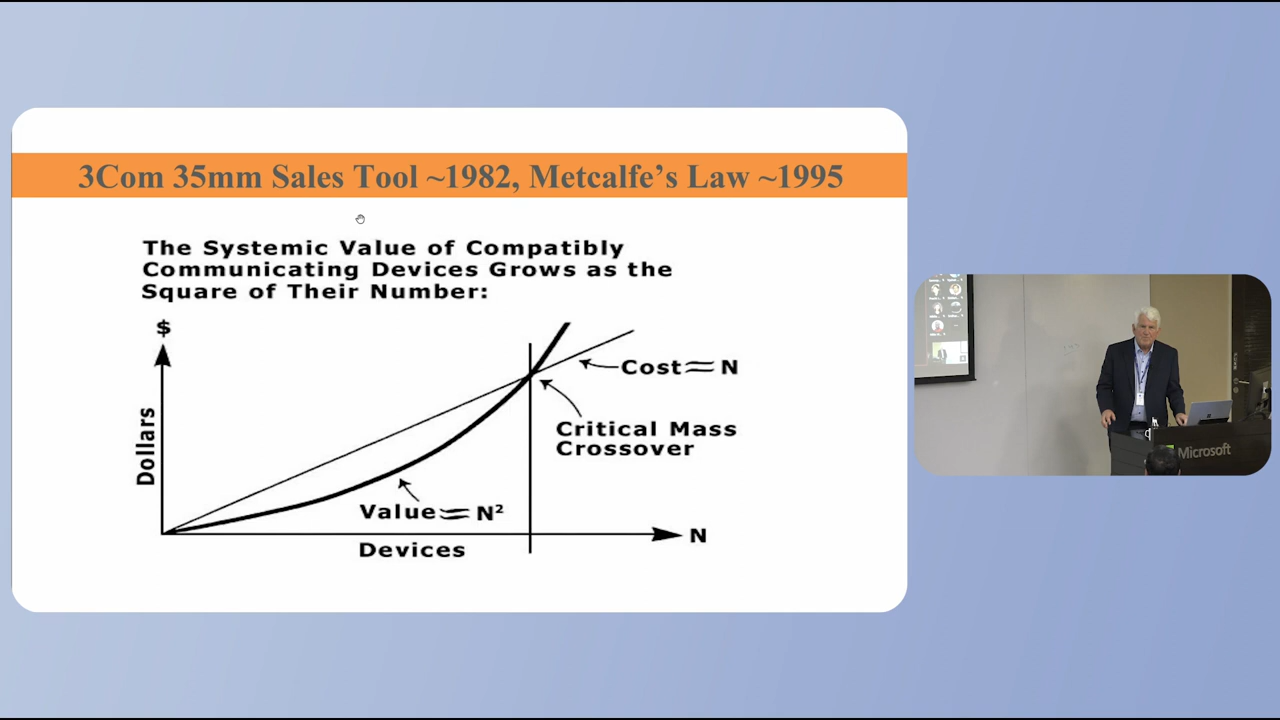 3Com 35mm Sales Tool ~1982, Metcalfe's Law ~1995
The Systemic Value of Compatibly
Communicating Devices Grows as the
Square of Their Number:
$
Dollars
Cost≈N
Critical Mass
Crossover
Value≈N²
Devices
N
Microsoft